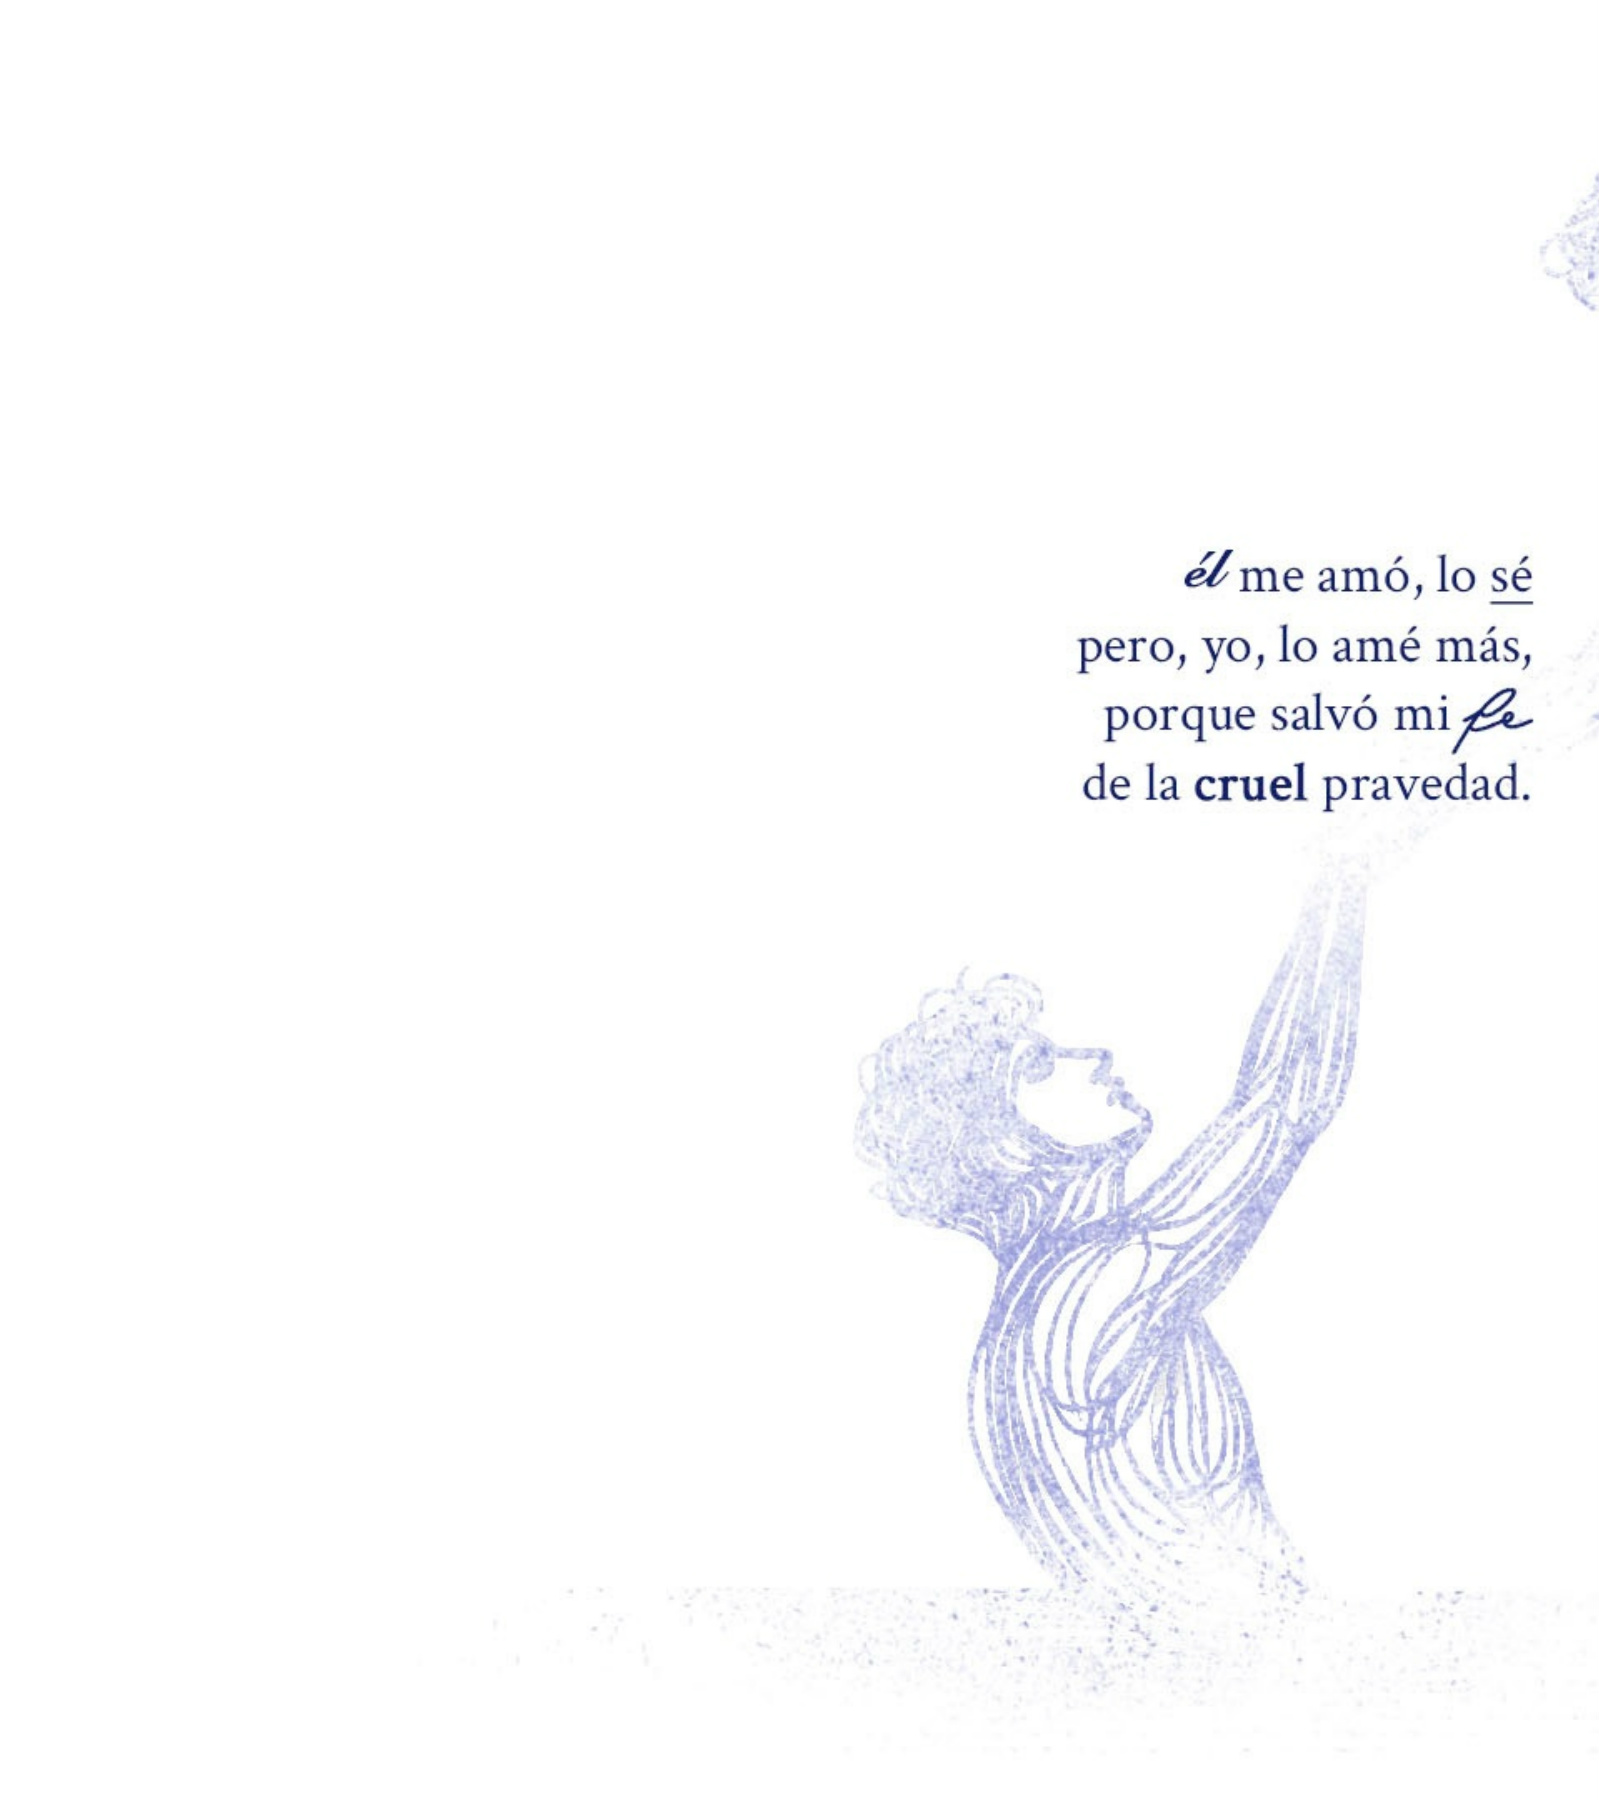 él me amó, lo sé
pero, yo, lo amé más,
porque salvó mi fe
de la cruel pravedad.